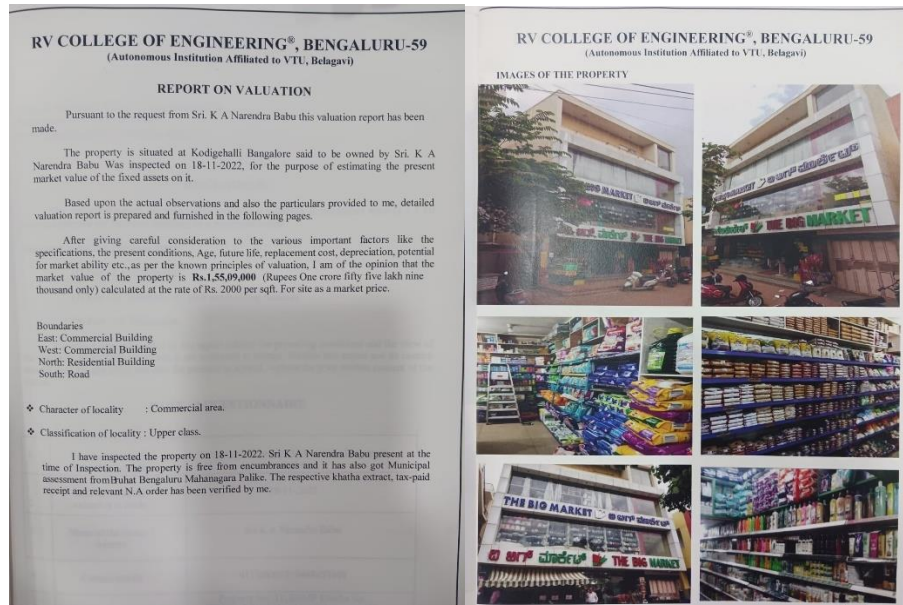 RV COLLEGE OF ENGINEERING®, BENGALURU-59
(Autonomous Institution Affiliated to VTU, Belagavi)
REPORT ON VALUATION
Pursuant to the request from Sri. K A Narendra Babu this valuation report has been
made.
The property is situated at Kodigehalli Bangalore said to be owned by Sri. K A
Narendra Babu Was inspected on 18-11-2022, for the purpose of estimating the present
market value of the fixed assets on it.
Based upon the actual observations and also the particulars provided to me, detailed
valuation report is prepared and furnished in the following pages.
After giving careful consideration to the various important factors like the
specifications, the present conditions, Age, future life, replacement cost, depreciation, potential
for market ability etc., as per the known principles of valuation, I am of the opinion that the
market value of the property is Rs.1,55,09,000 (Rupees One crore fifty five lakh nine
thousand only) calculated at the rate of Rs. 2000 per sqft. For site as a market price.
Boundaries
East: Commercial Building
West: Commercial Building
North: Residential Building
South: Road
❖ Character of locality : Commercial area.
❖ Classification of locality : Upper class.
I have inspected the property on 18-11-2022. Sri K A Narendra Babu present at the
time of Inspection. The property is free from encumbrances and it has also got Municipal
assessment fromBruhat Bengaluru Mahanagara Palike. The respective khatha extract, tax-paid
receipt and relevant N.A order has been verified by me.
RV COLLEGE OF ENGINEERING®, BENGALURU-59
(Autonomous Institution Affiliated to VTU, Belagavi)
IMAGES OF THE PROPERTY
BIG MARKET ದಿ ಬಿಗ್ ಮಾರ್ಕೆಟ್
ದಿ ಬಿಗ್ ಮಾರ್ಕೆಟ್ THE BIG MARKET
MARKET ದಿ ಬಿಗ್ ಮಾರ್ಕೆಟ್
ಮಾರ್ಕೆಟ್ THE BIG MARKET
THE BIG MARKET ದಿ ಬಿಗ್ ಮಾರ್ಕೆಟ್
ದಿ ಬಿಗ್ ಮಾರ್ಕೆಟ್ THE BIG MARKET